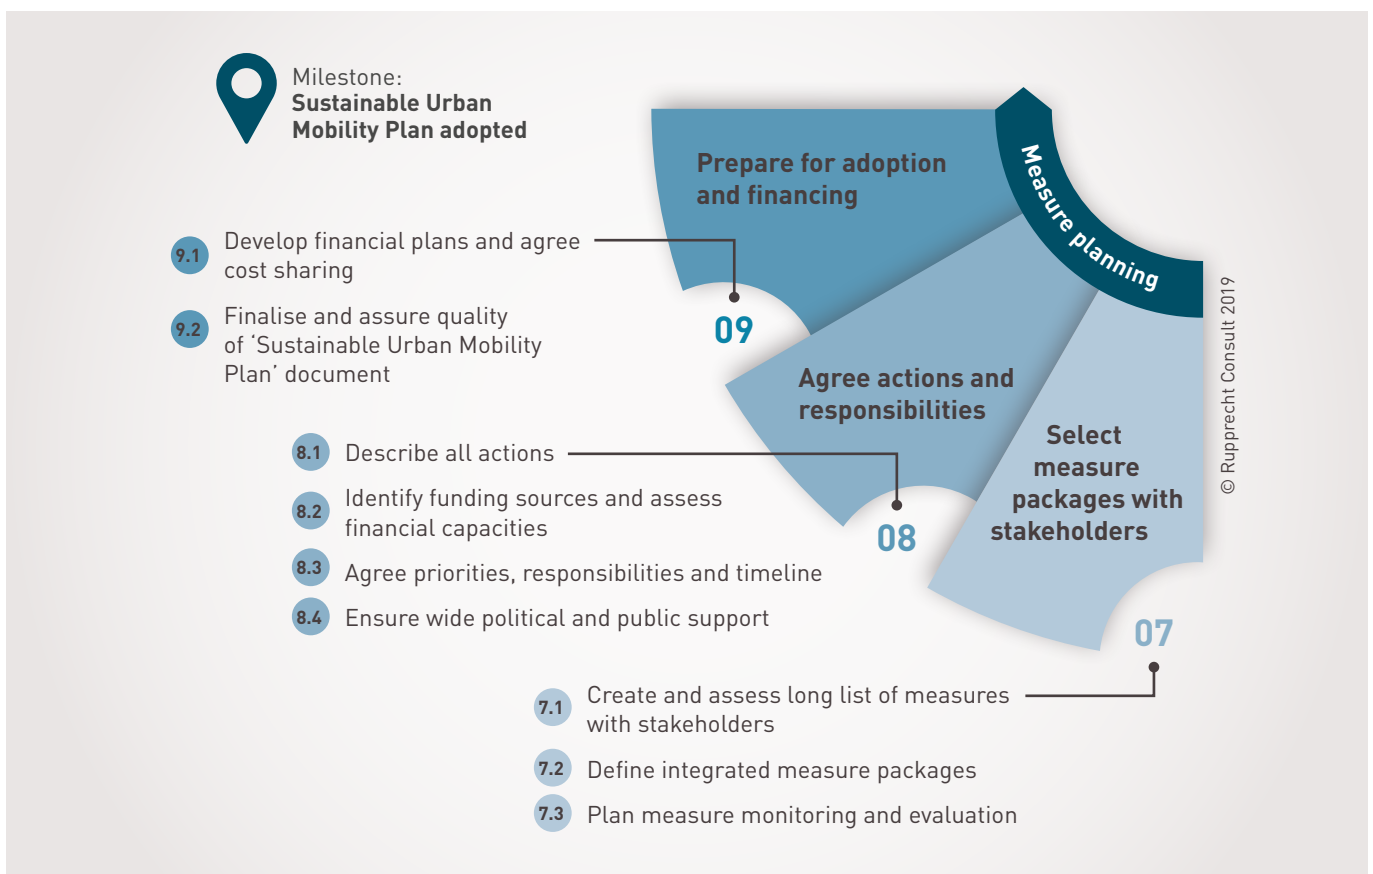 Milestone:
Sustainable Urban
Mobility Plan adopted
Measure planning
Prepare for adoption
and financing
9.1
Develop financial plans and agree
cost sharing
9.2
Finalise and assure quality
of ‘Sustainable Urban Mobility
Plan’ document
09
Agree actions and
responsibilities
8.1
Describe all actions
8.2
Identify funding sources and assess
financial capacities
8.3
Agree priorities, responsibilities and timeline
8.4
Ensure wide political and public support
08
Select
measure
packages with
stakeholders
07
7.1
Create and assess long list of measures
with stakeholders
7.2
Define integrated measure packages
7.3
Plan measure monitoring and evaluation
© Rupprecht Consult 2019